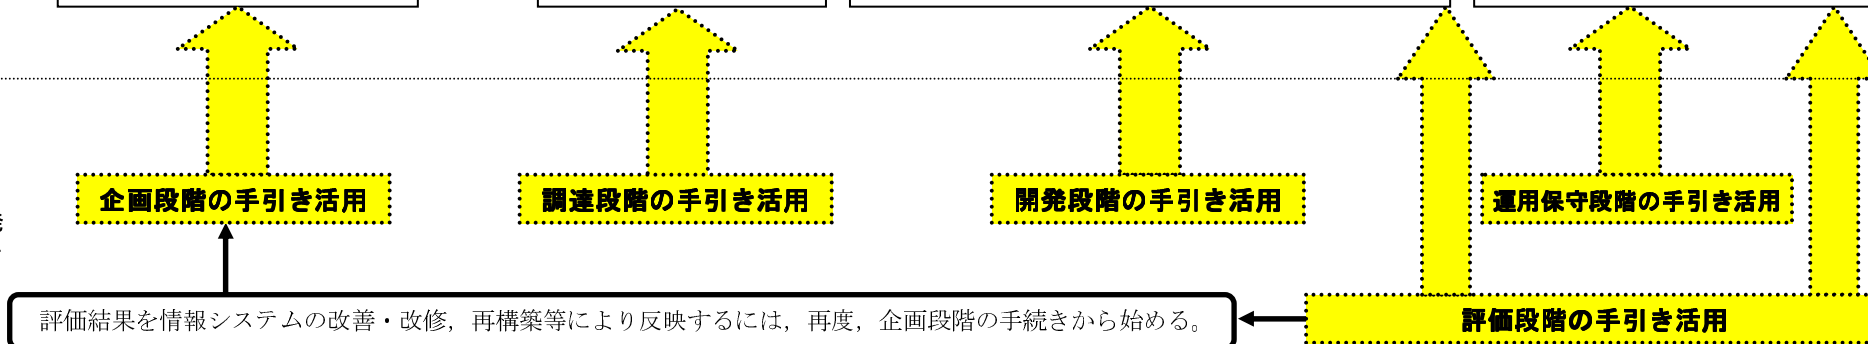 企画段階の手引き活用
調達段階の手引き活用
開発段階の手引き活用
運用保守段階の手引き活用
評価結果を情報システムの改善・改修，再構築等により反映するには，再度，企画段階の手続きから始める。
評価段階の手引き活用